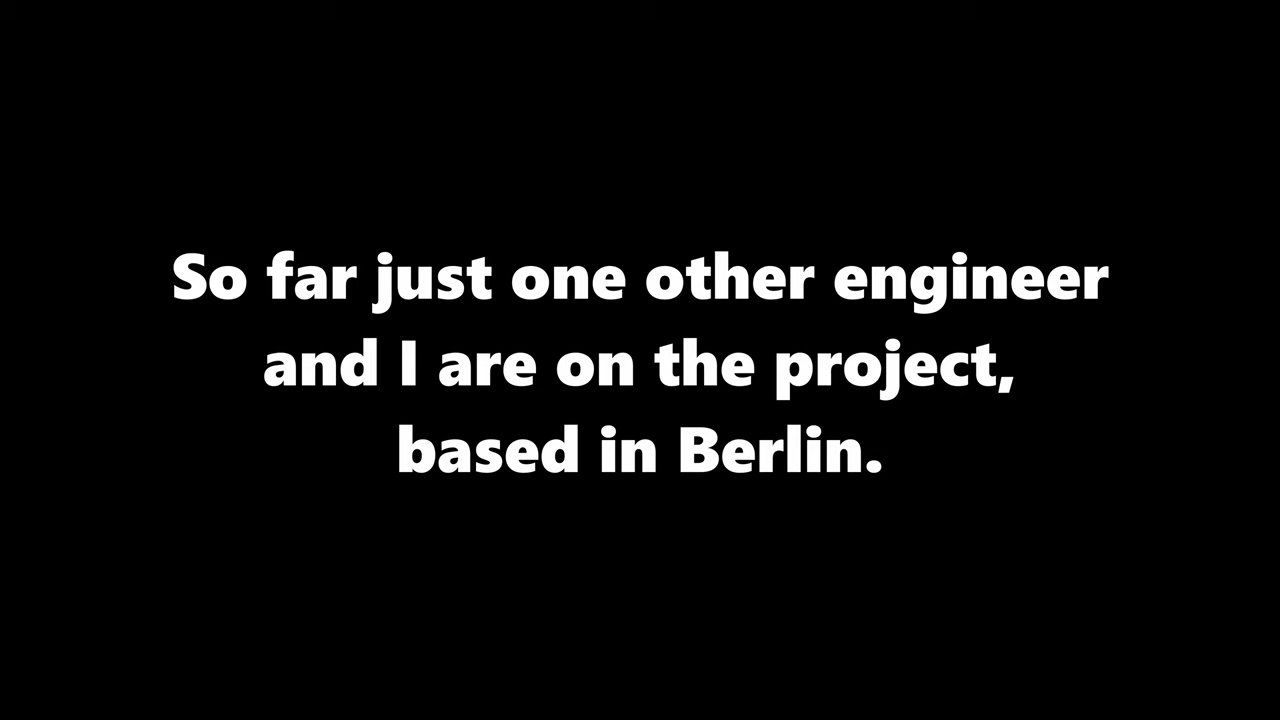 So far just one other engineer
and I are on the project,
based in Berlin.